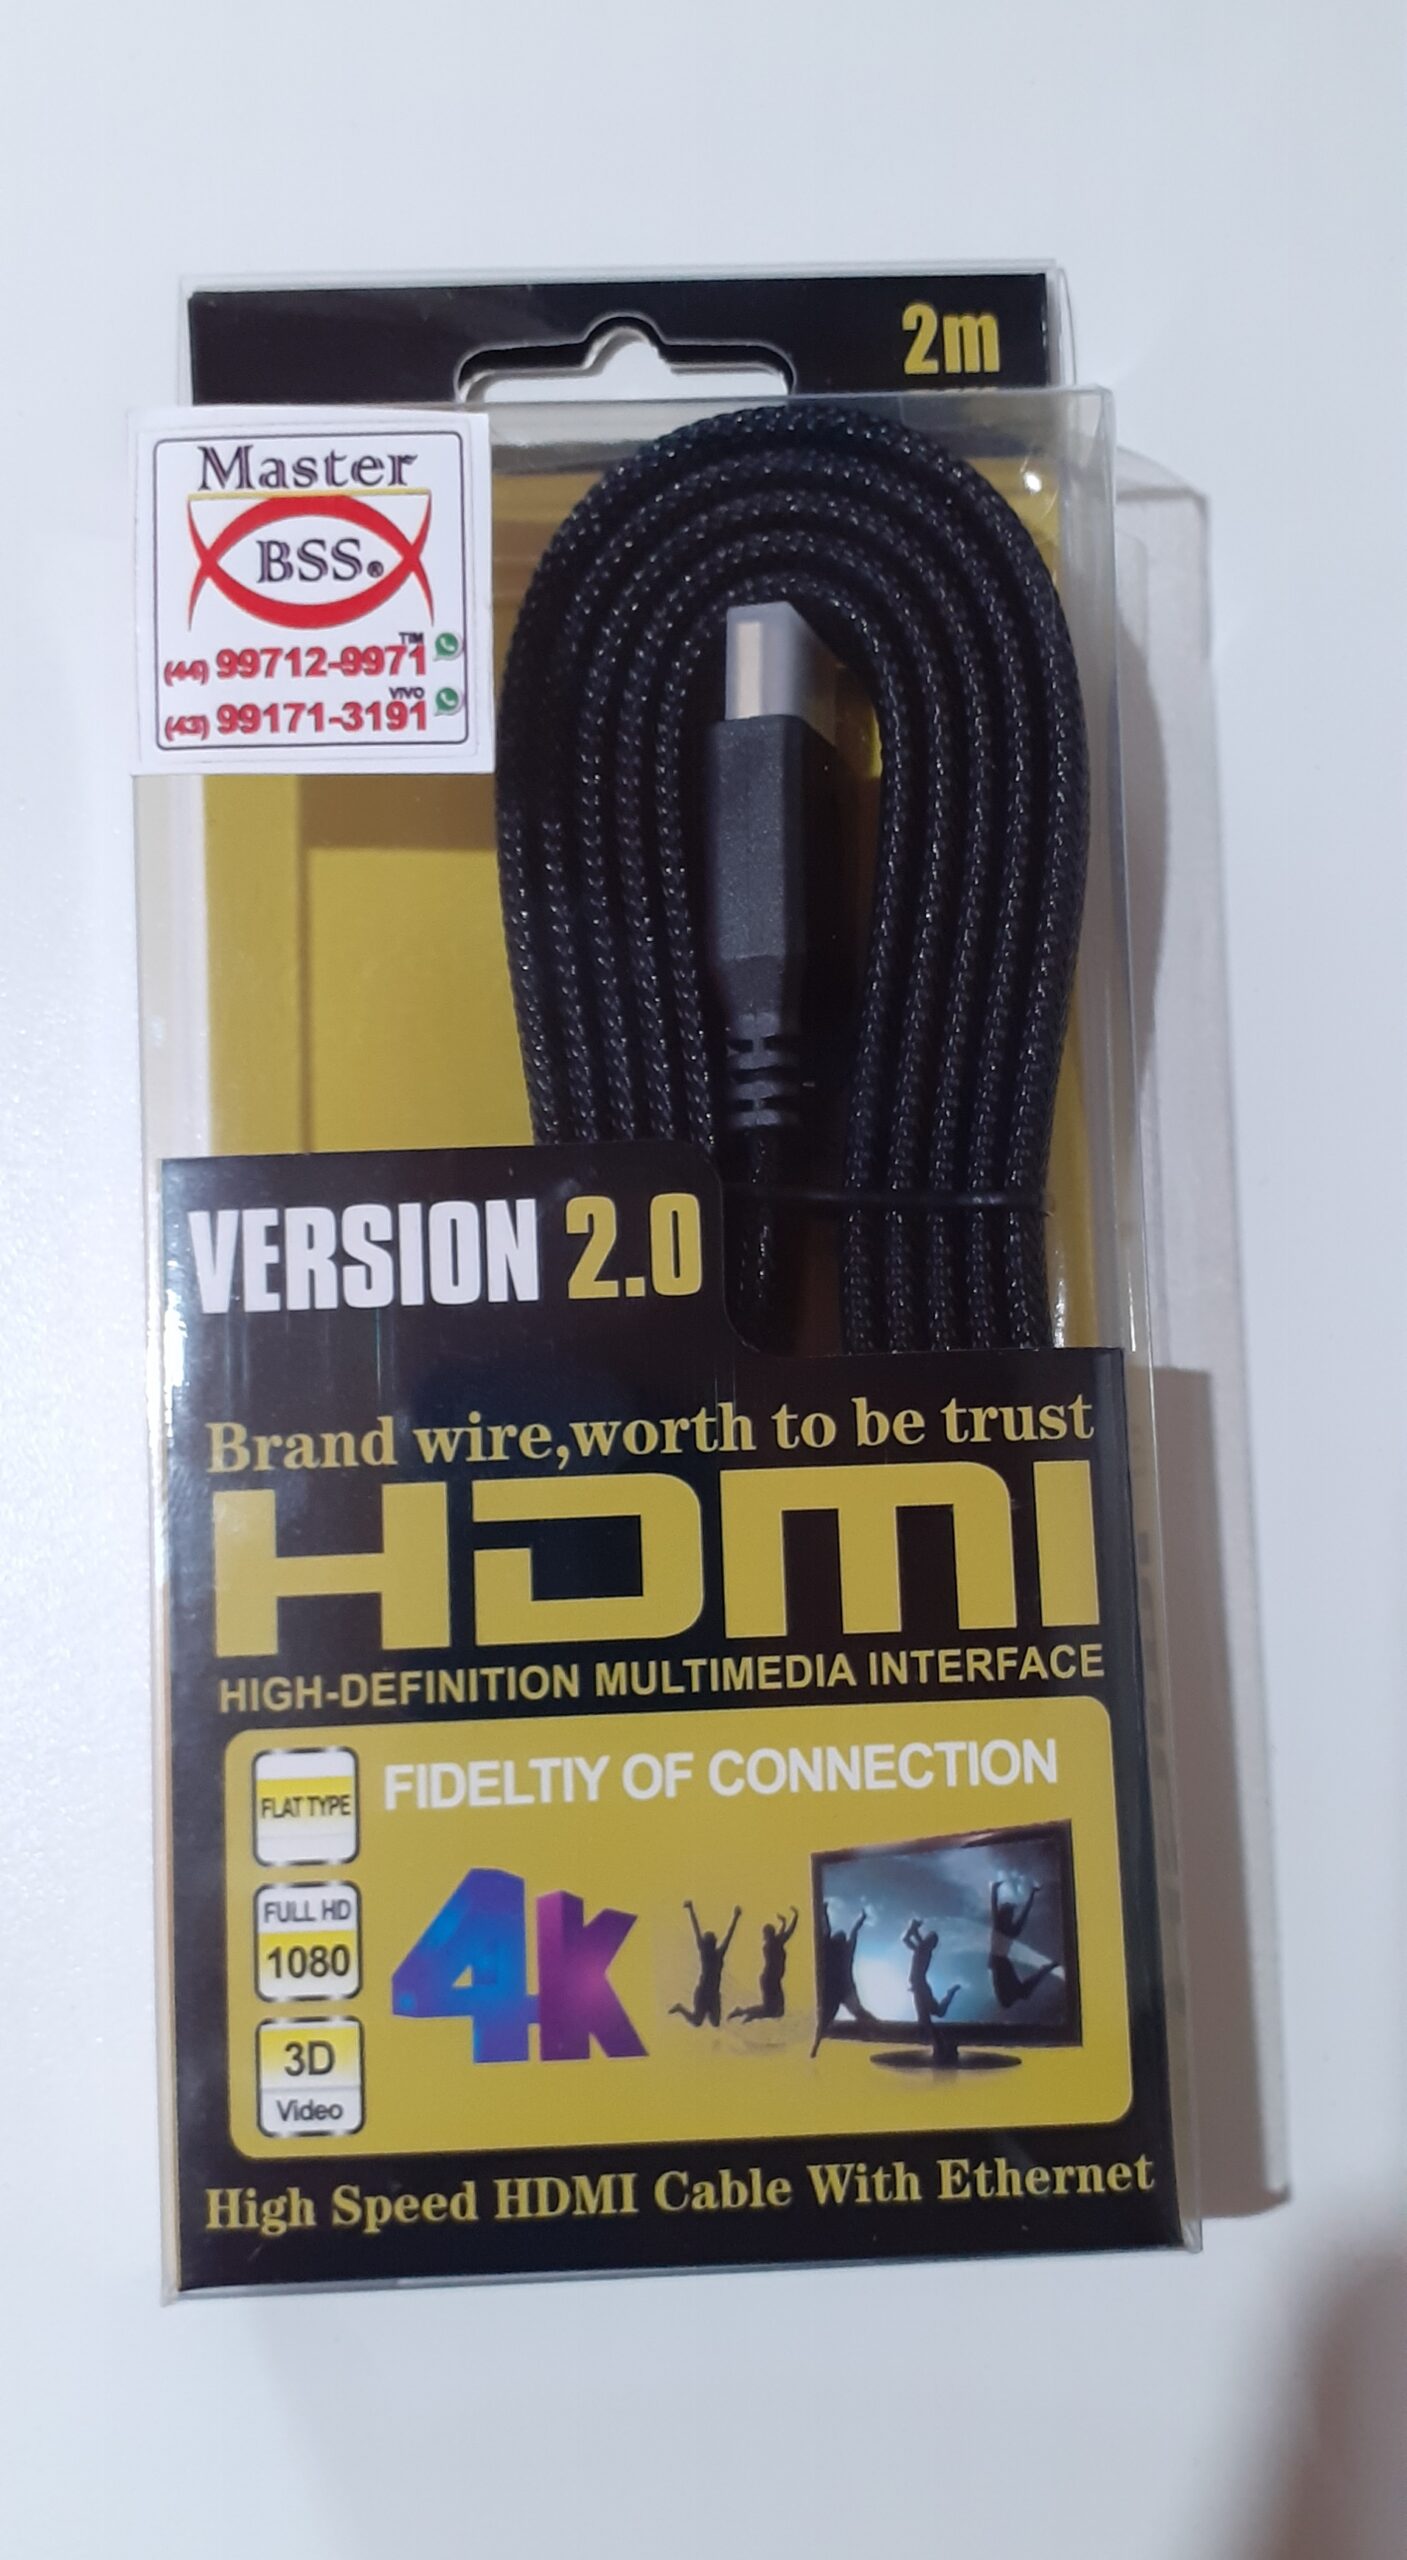 2m
Master
BSS®
TIM
(44) 99712-9971
VIVO
(43) 99171-3191
VERSION 2.0
Brand wire,worth to be trust
HDMI
HIGH-DEFINITION MULTIMEDIA INTERFACE
FLAT TYPE
FIDELTIY OF CONNECTION
FULL HD
1080
4k
3D
Video
High Speed HDMI Cable With Ethernet